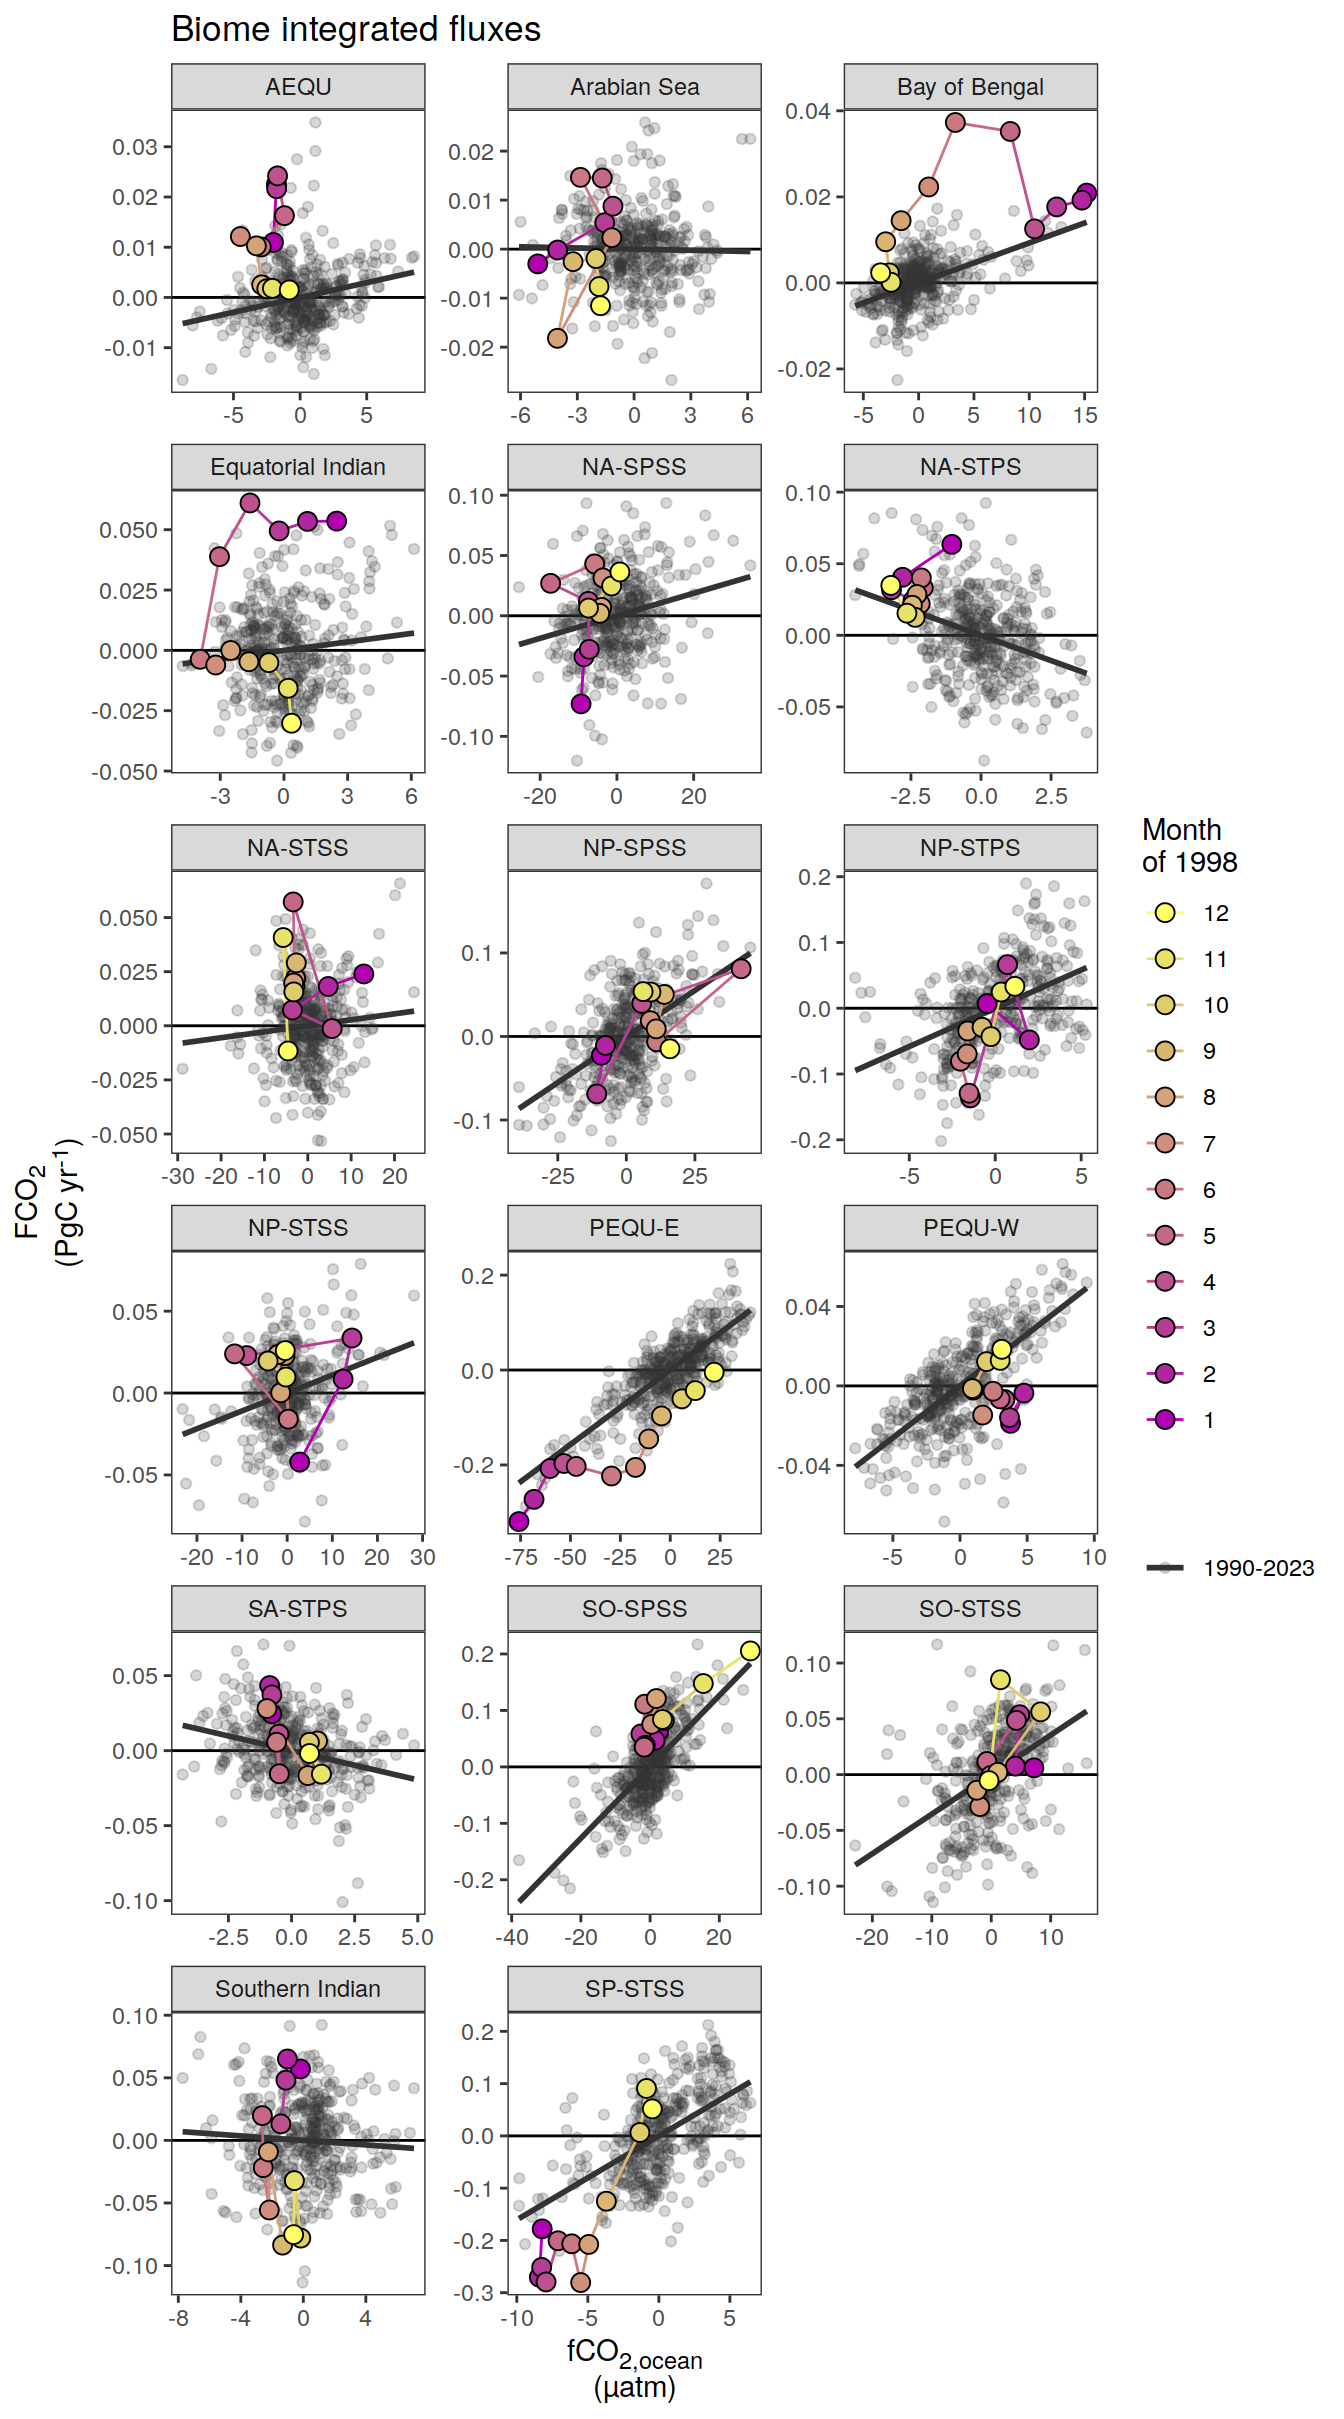 Biome integrated fluxes
AEQU
Arabian Sea
Bay of Bengal
0.03
0.02
0.01
0.00
-0.01
0.02
0.01
0.00
-0.01
-0.02
0.04
0.02
0.00
-0.02
-5 0 5
-6 -3 0 3 6
-5 0 5 10 15
Equatorial Indian
NA-SPSS
NA-STPS
0.050
0.025
0.000
-0.025
-0.050
0.10
0.05
0.00
-0.05
-0.10
0.10
0.05
0.00
-0.05
-3 0 3 6
-20 0 20
-2.5 0.0 2.5
NA-STSS
NP-SPSS
NP-STPS
0.050
0.025
0.000
-0.025
-0.050
0.1
0.0
-0.1
0.2
0.1
0.0
-0.1
-0.2
-30 -20 -10 0 10 20
-25 0 25
-5 0 5
NP-STSS
PEQU-E
PEQU-W
0.05
0.00
-0.05
0.2
0.0
-0.2
0.04
0.00
-0.04
-20 -10 0 10 20 30
-75 -50 -25 0 25
-5 0 5 10
SA-STPS
SO-SPSS
SO-STSS
0.05
0.00
-0.05
-0.10
0.2
0.1
0.0
-0.1
-0.2
0.10
0.05
0.00
-0.05
-0.10
-2.5 0.0 2.5 5.0
-40 -20 0 20
-20 -10 0 10
Southern Indian
SP-STSS
0.10
0.05
0.00
-0.05
-0.10
0.2
0.1
0.0
-0.1
-0.2
-0.3
-8 -4 0 4
-10 -5 0 5
FCO₂
(PgC yr⁻¹)
fCO₂,ocean
(µatm)
Month
of 1998
12
11
10
9
8
7
6
5
4
3
2
1
1990-2023